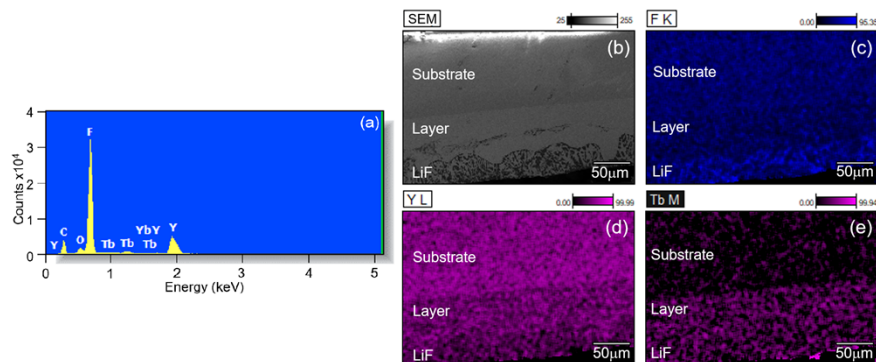 (a)
Counts x10⁴
4
3
2
1
0
F
Y C O Tb Tb YbY Tb Y
0 1 2 3 4 5
Energy (keV)
SEM 25 255
(b)
Substrate
Layer
LiF
50μm
F K 0.00 95.35
(c)
Substrate
Layer
LiF
50μm
Y L 0.00 99.99
(d)
Substrate
Layer
LiF
50μm
Tb M 0.00 99.94
(e)
Substrate
Layer
LiF
50μm